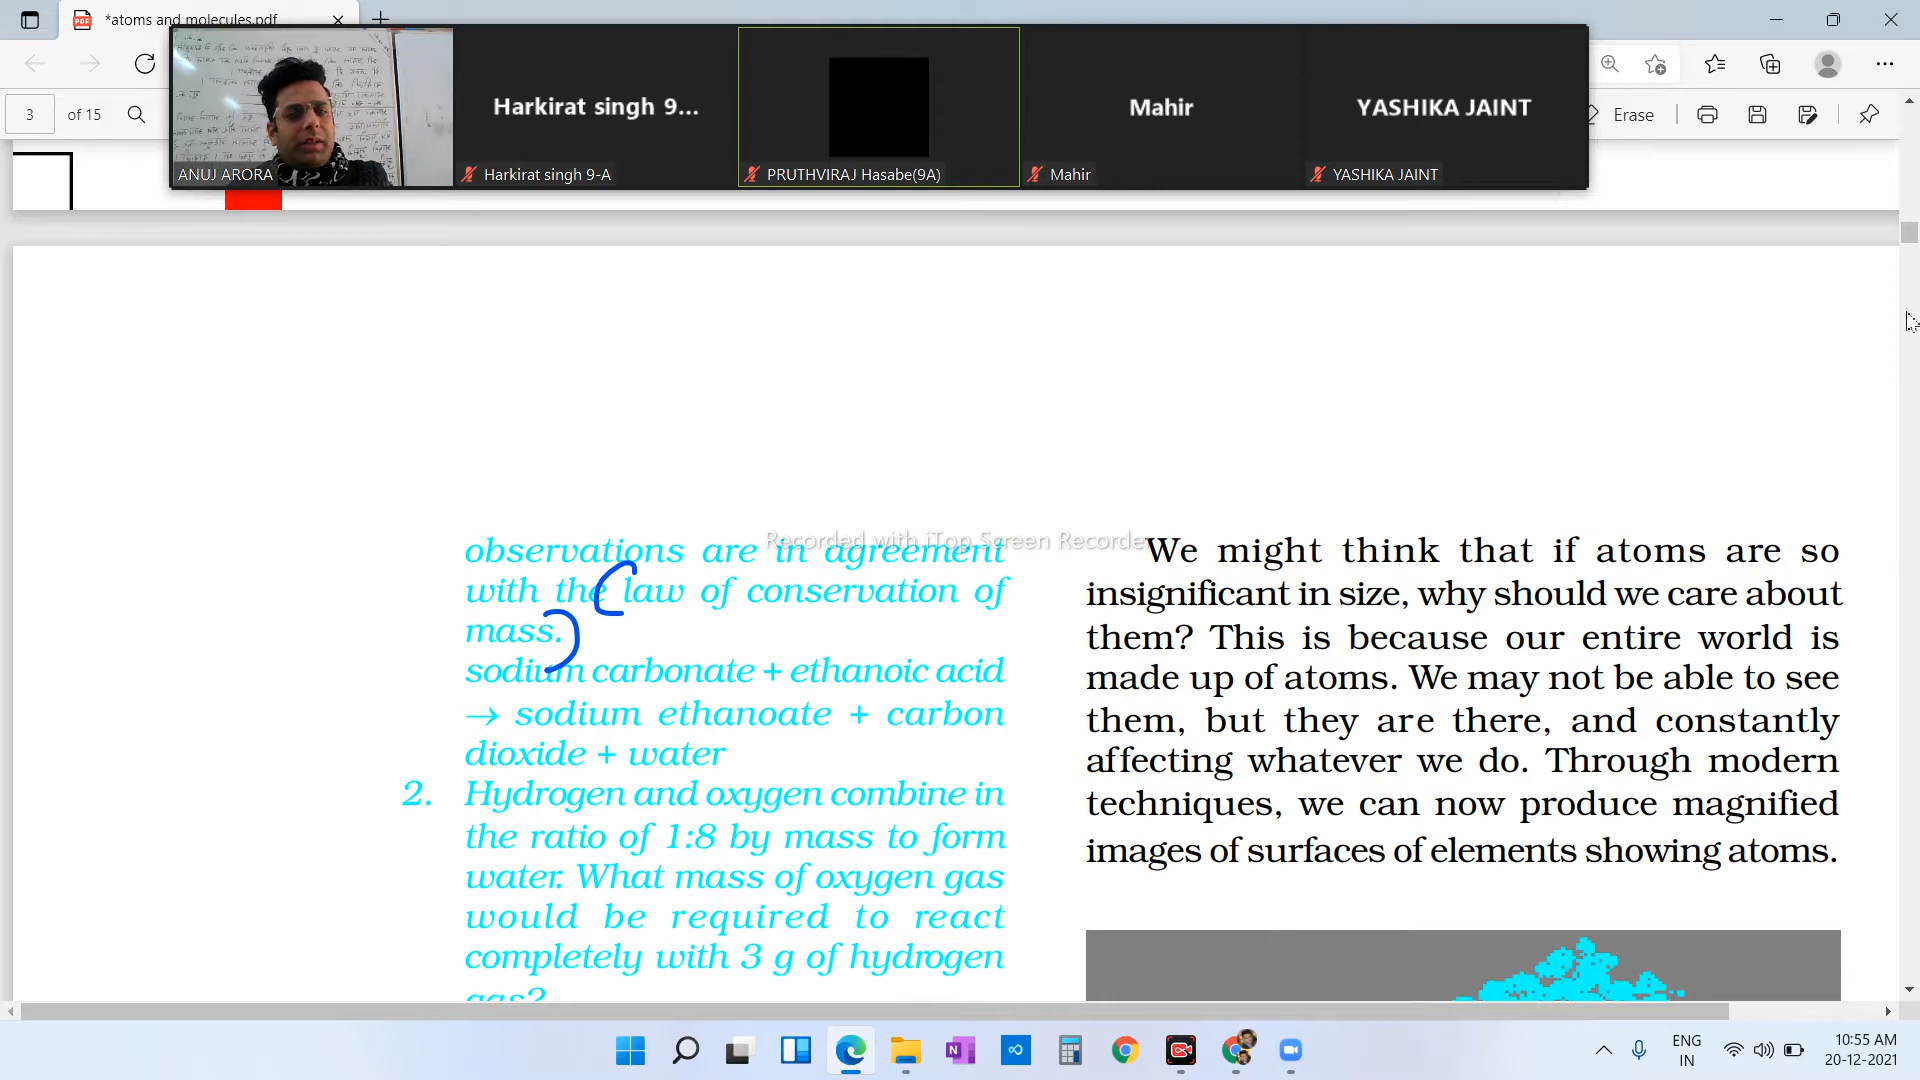 *atoms and molecules.pdf
3 of 15
Erase
ANUJ ARORA
Harkirat singh 9...
Harkirat singh 9-A
PRUTHVIRAJ Hasabe(9A)
Mahir
Mahir
YASHIKA JAINT
YASHIKA JAINT
Recorded with iTop Screen Recorder
observations are in agreement
with the law of conservation of
mass.
sodium carbonate + ethanoic acid
→ sodium ethanoate + carbon
dioxide + water
2. Hydrogen and oxygen combine in
the ratio of 1:8 by mass to form
water. What mass of oxygen gas
would be required to react
completely with 3 g of hydrogen
gas?
We might think that if atoms are so
insignificant in size, why should we care about
them? This is because our entire world is
made up of atoms. We may not be able to see
them, but they are there, and constantly
affecting whatever we do. Through modern
techniques, we can now produce magnified
images of surfaces of elements showing atoms.
ENG
IN
10:55 AM
20-12-2021